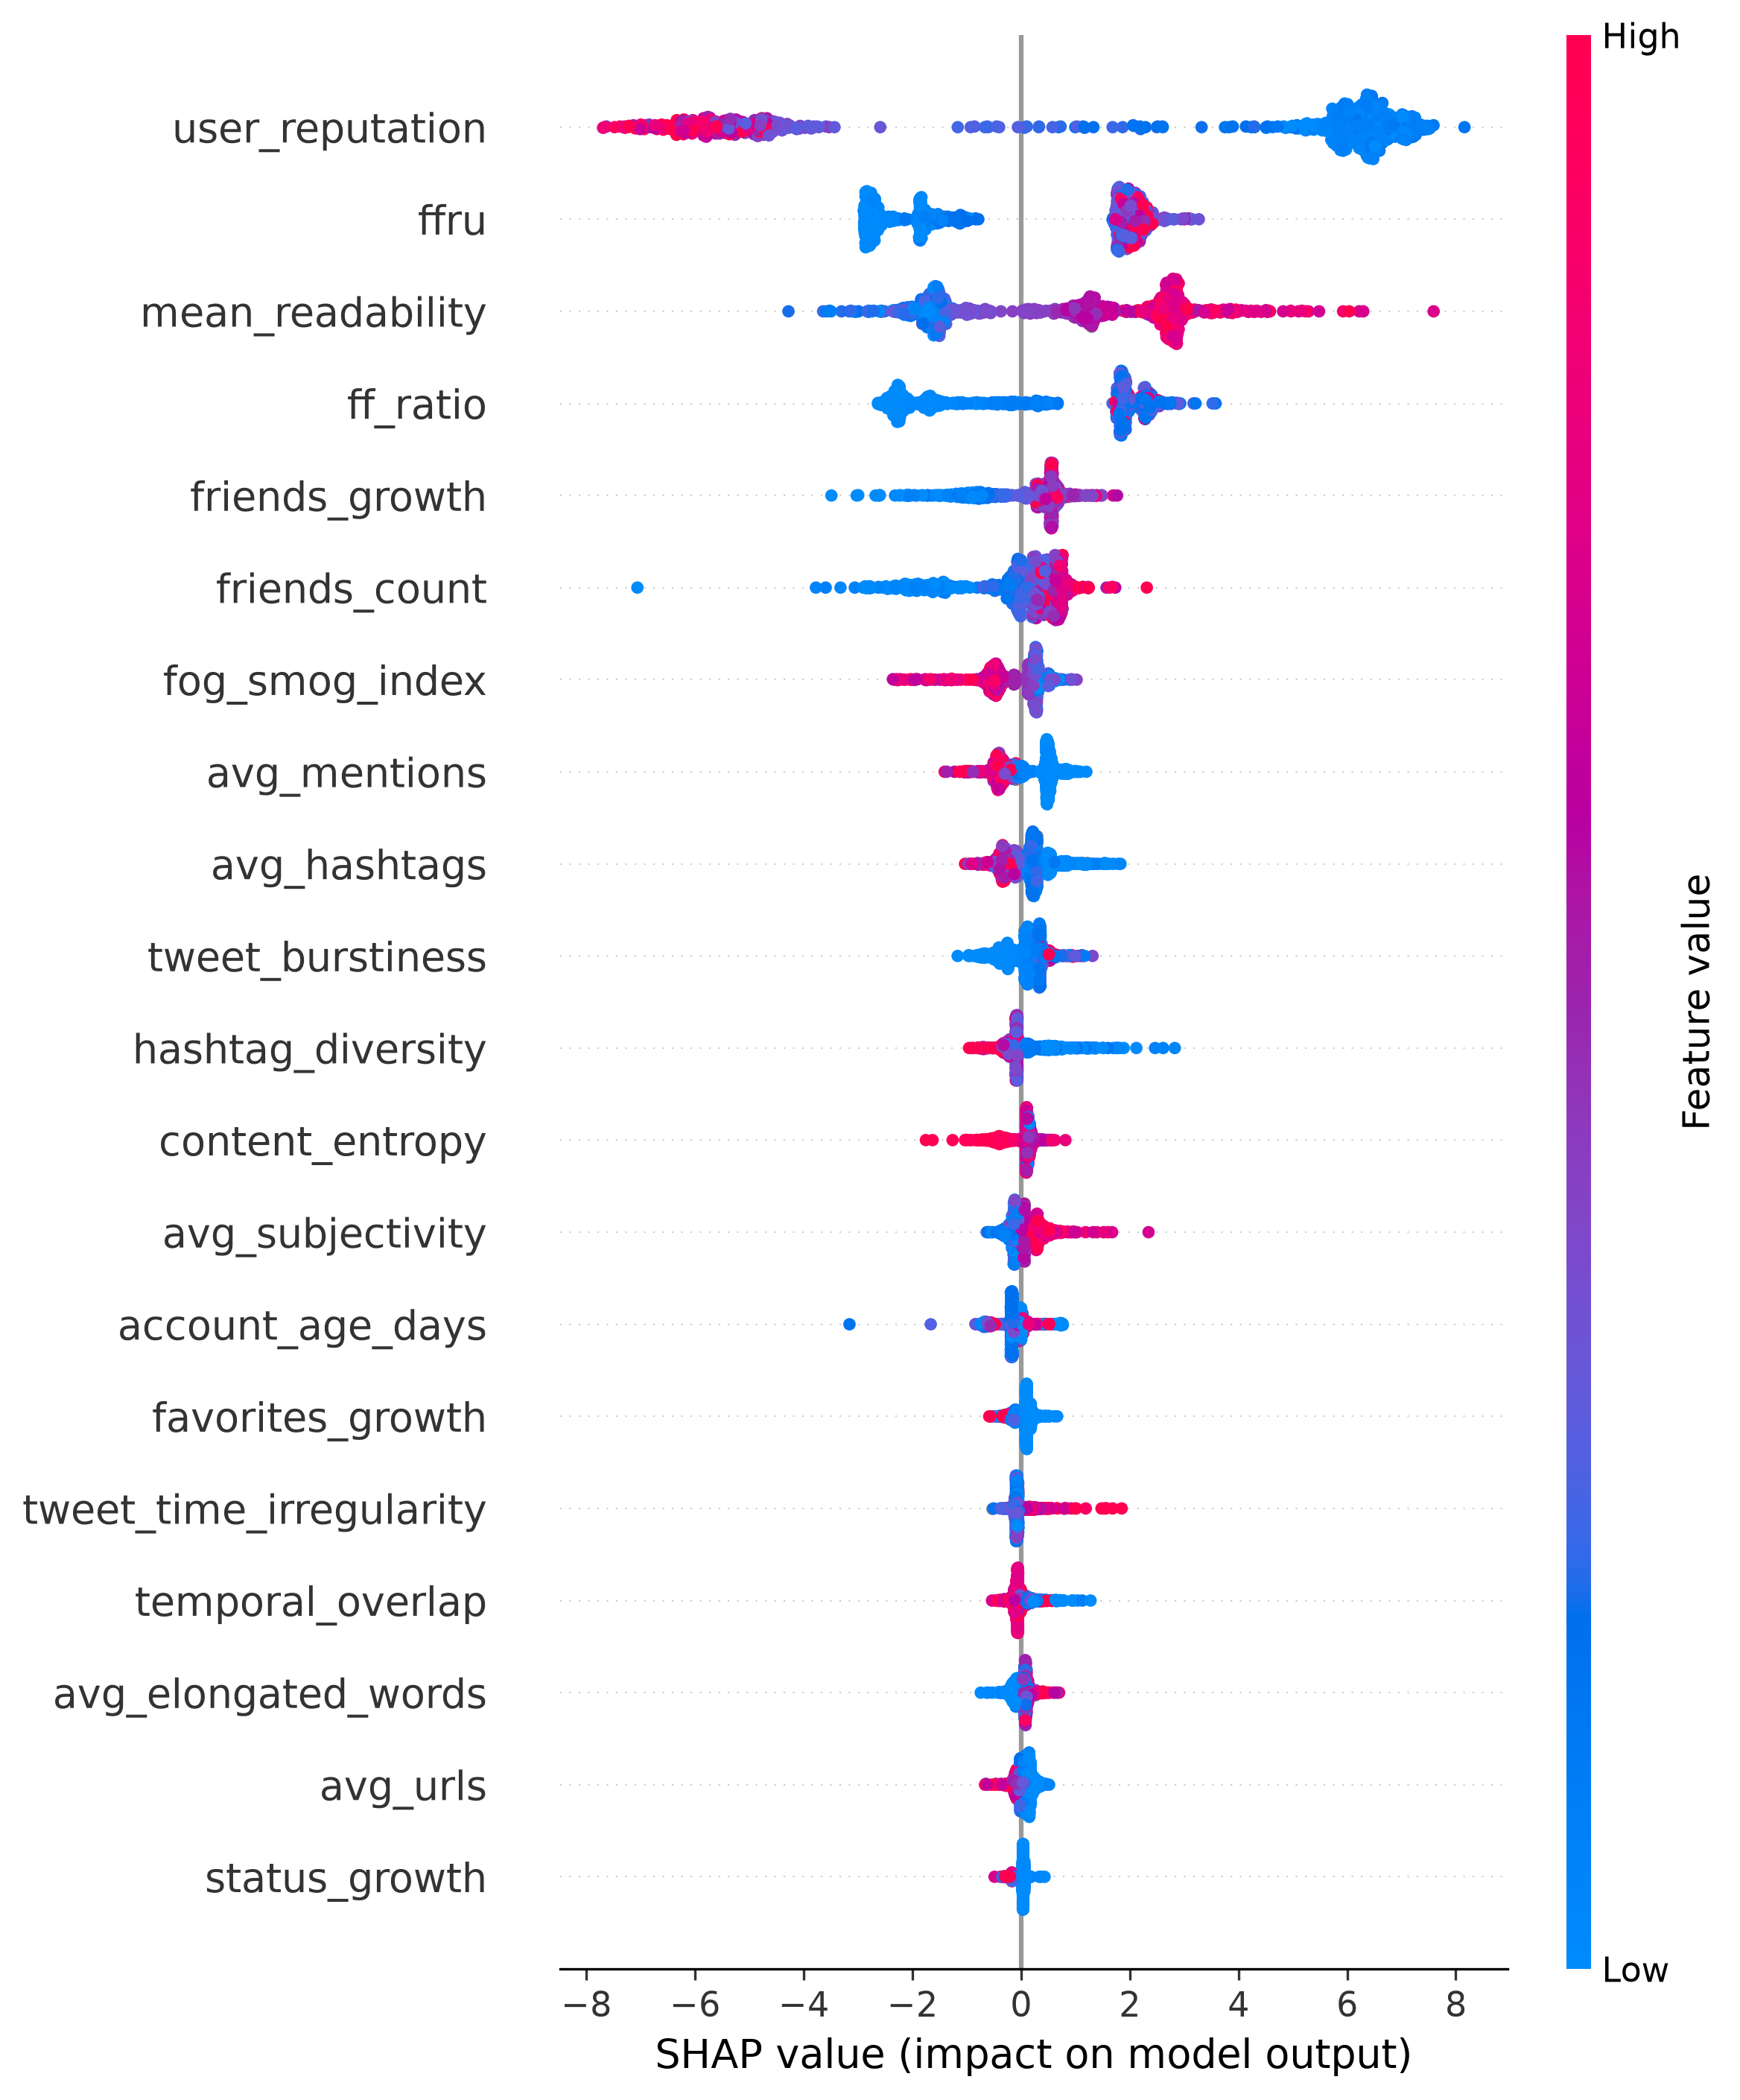 High
user_reputation
ffru
mean_readability
ff_ratio
friends_growth
friends_count
fog_smog_index
avg_mentions
avg_hashtags
tweet_burstiness
hashtag_diversity
content_entropy
avg_subjectivity
account_age_days
favorites_growth
tweet_time_irregularity
temporal_overlap
avg_elongated_words
avg_urls
status_growth
Feature value
Low
−8 −6 −4 −2 0 2 4 6 8
SHAP value (impact on model output)